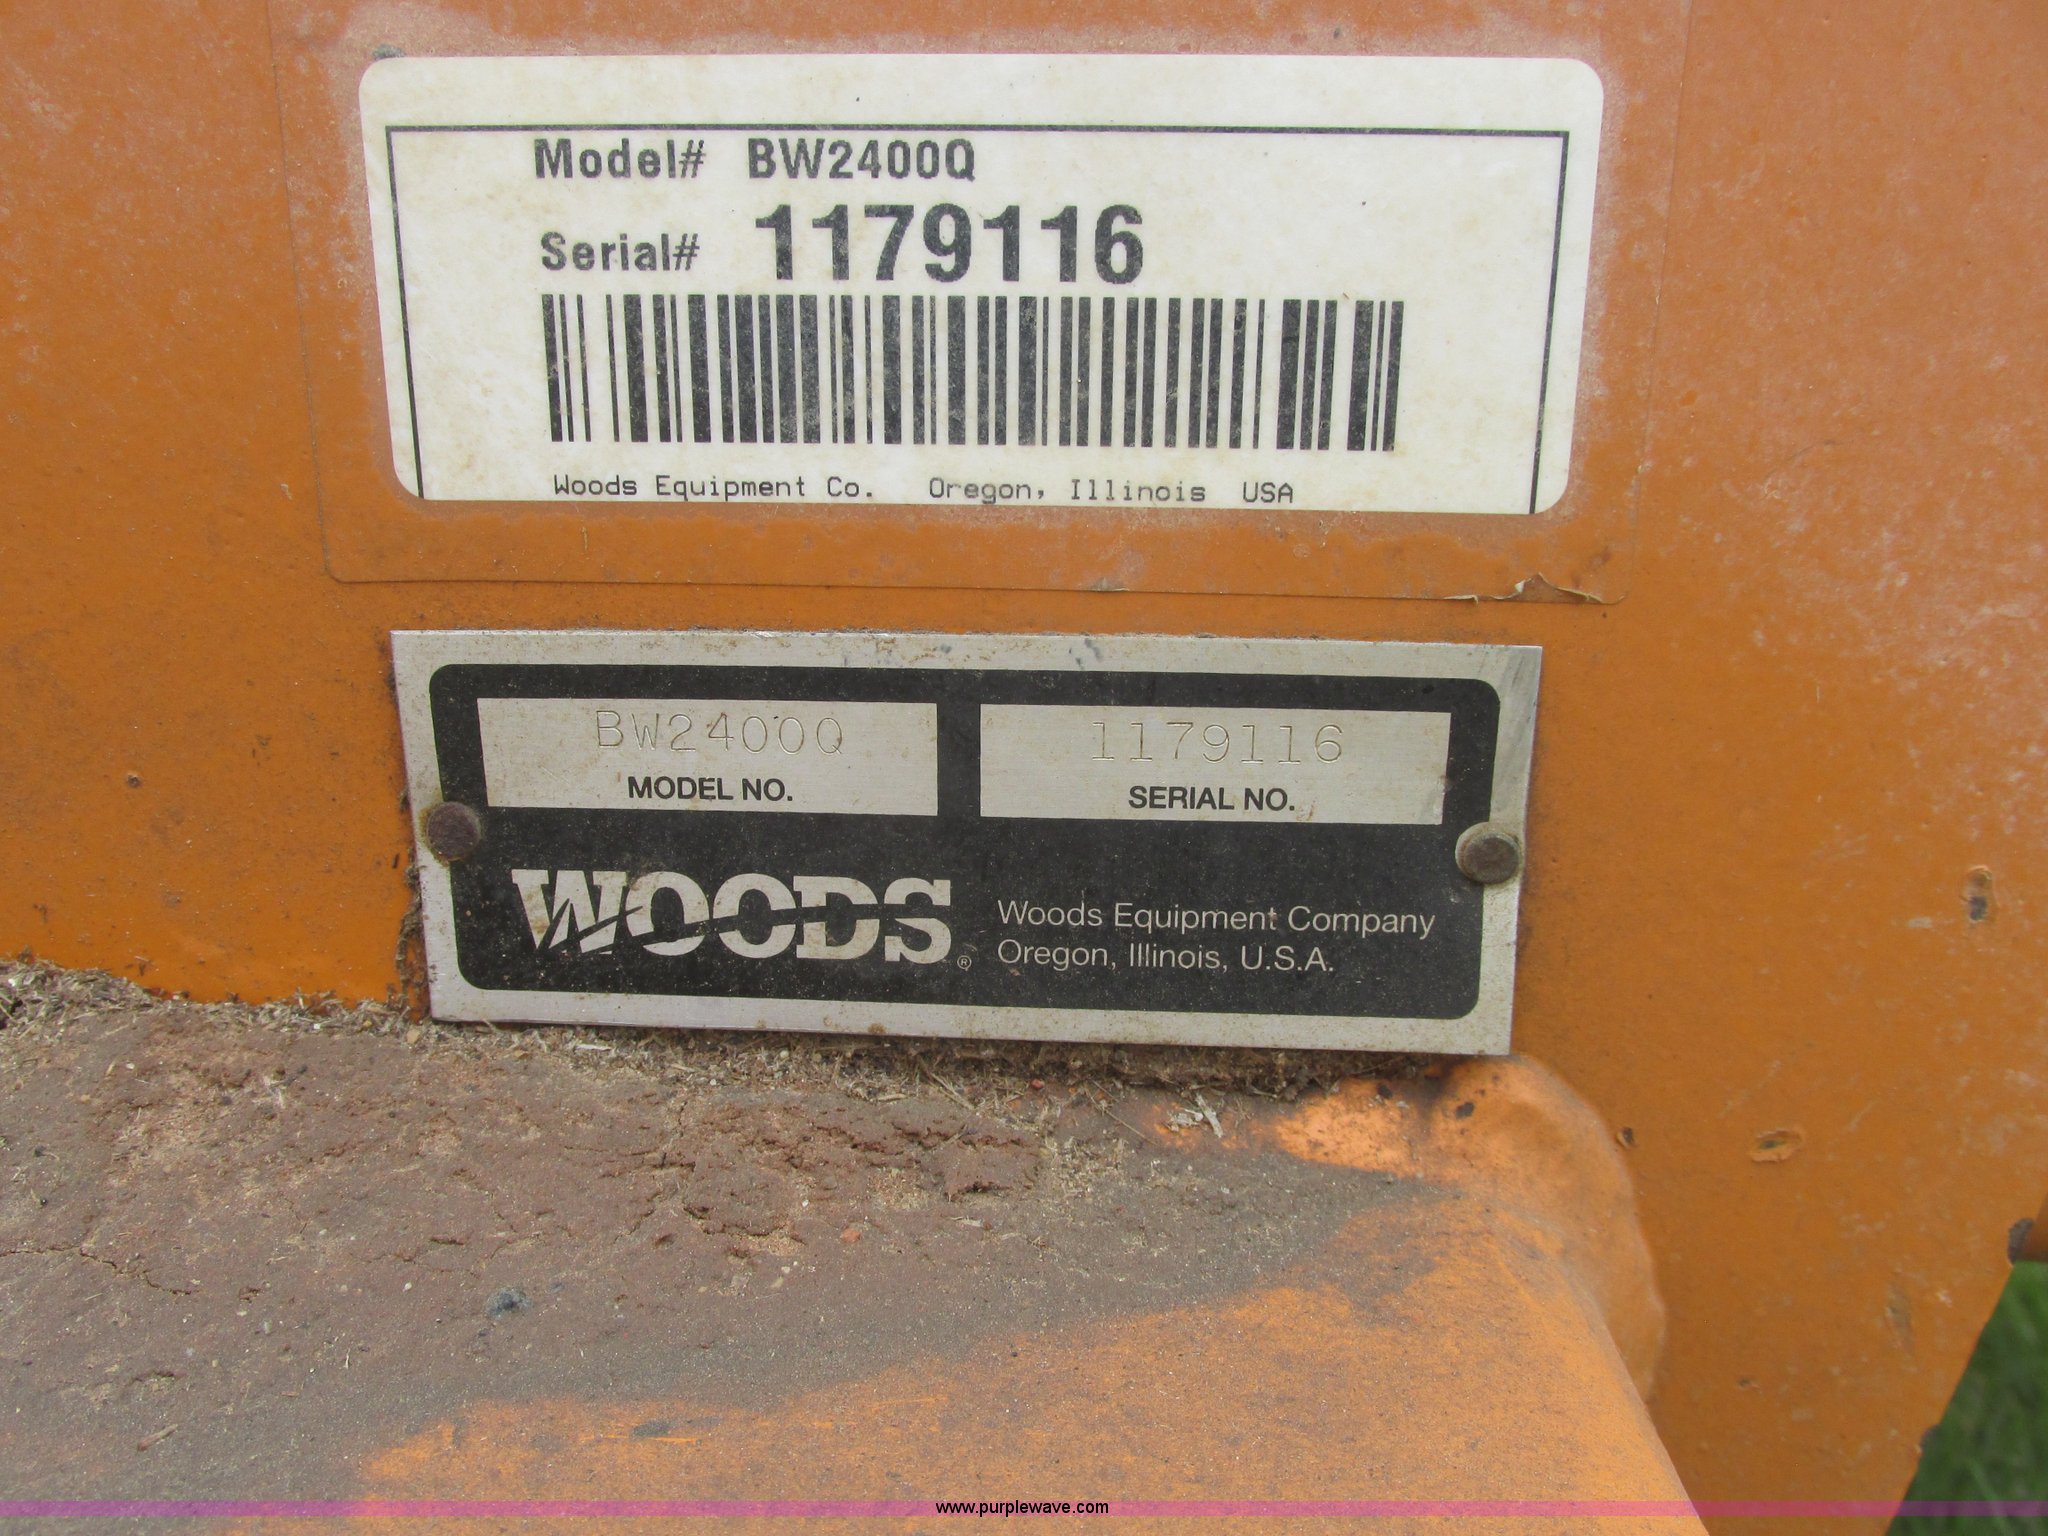 Model# BW2400Q
Serial# 1179116
Woods Equipment Co. Oregon, Illinois USA
BW2400Q 1179116
MODEL NO. SERIAL NO.
WOODS®
Woods Equipment Company
Oregon, Illinois, U.S.A.
www.purplewave.com